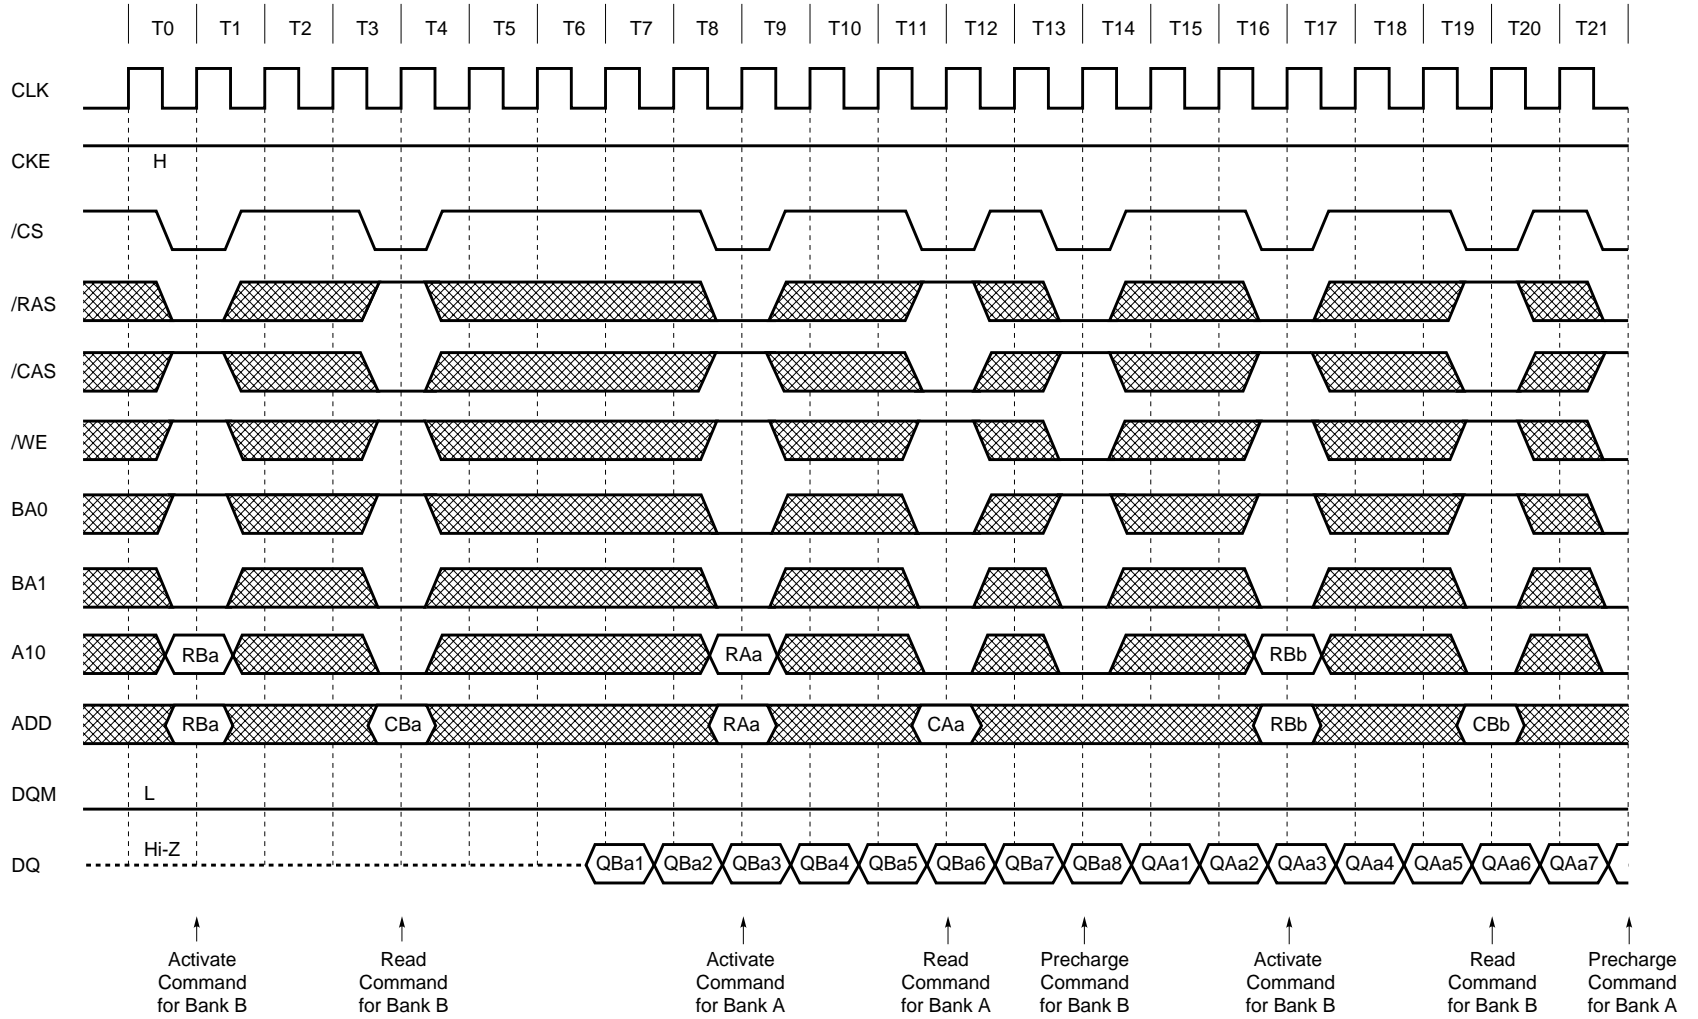 T0 T1 T2 T3 T4 T5 T6 T7 T8 T9 T10 T11 T12 T13 T14 T15 T16 T17 T18 T19 T20 T21
CLK
CKE H
/CS
/RAS
/CAS
/WE
BA0
BA1
A10 RBa RAa RBb
ADD RBa CBa RAa CAa RBb CBb
DQM L
DQ Hi-Z QBa1 QBa2 QBa3 QBa4 QBa5 QBa6 QBa7 QBa8 QAa1 QAa2 QAa3 QAa4 QAa5 QAa6 QAa7
Activate
Command
for Bank B
Read
Command
for Bank B
Activate
Command
for Bank A
Read
Command
for Bank A
Precharge
Command
for Bank B
Activate
Command
for Bank B
Read
Command
for Bank B
Precharge
Command
for Bank A